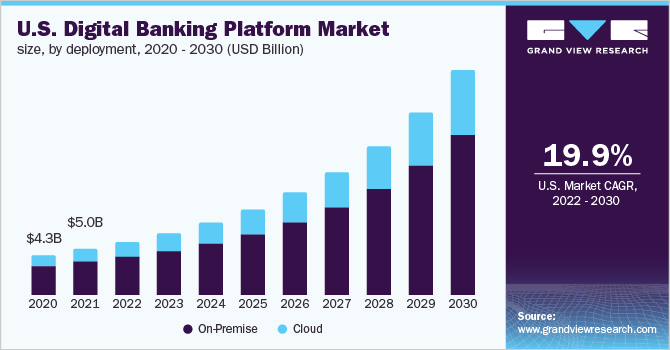 U.S. Digital Banking Platform Market
size, by deployment, 2020 - 2030 (USD Billion)
$4.3B
$5.0B
2020 2021 2022 2023 2024 2025 2026 2027 2028 2029 2030
On-Premise Cloud
GRAND VIEW RESEARCH
19.9%
U.S. Market CAGR,
2022 - 2030
Source:
www.grandviewresearch.com